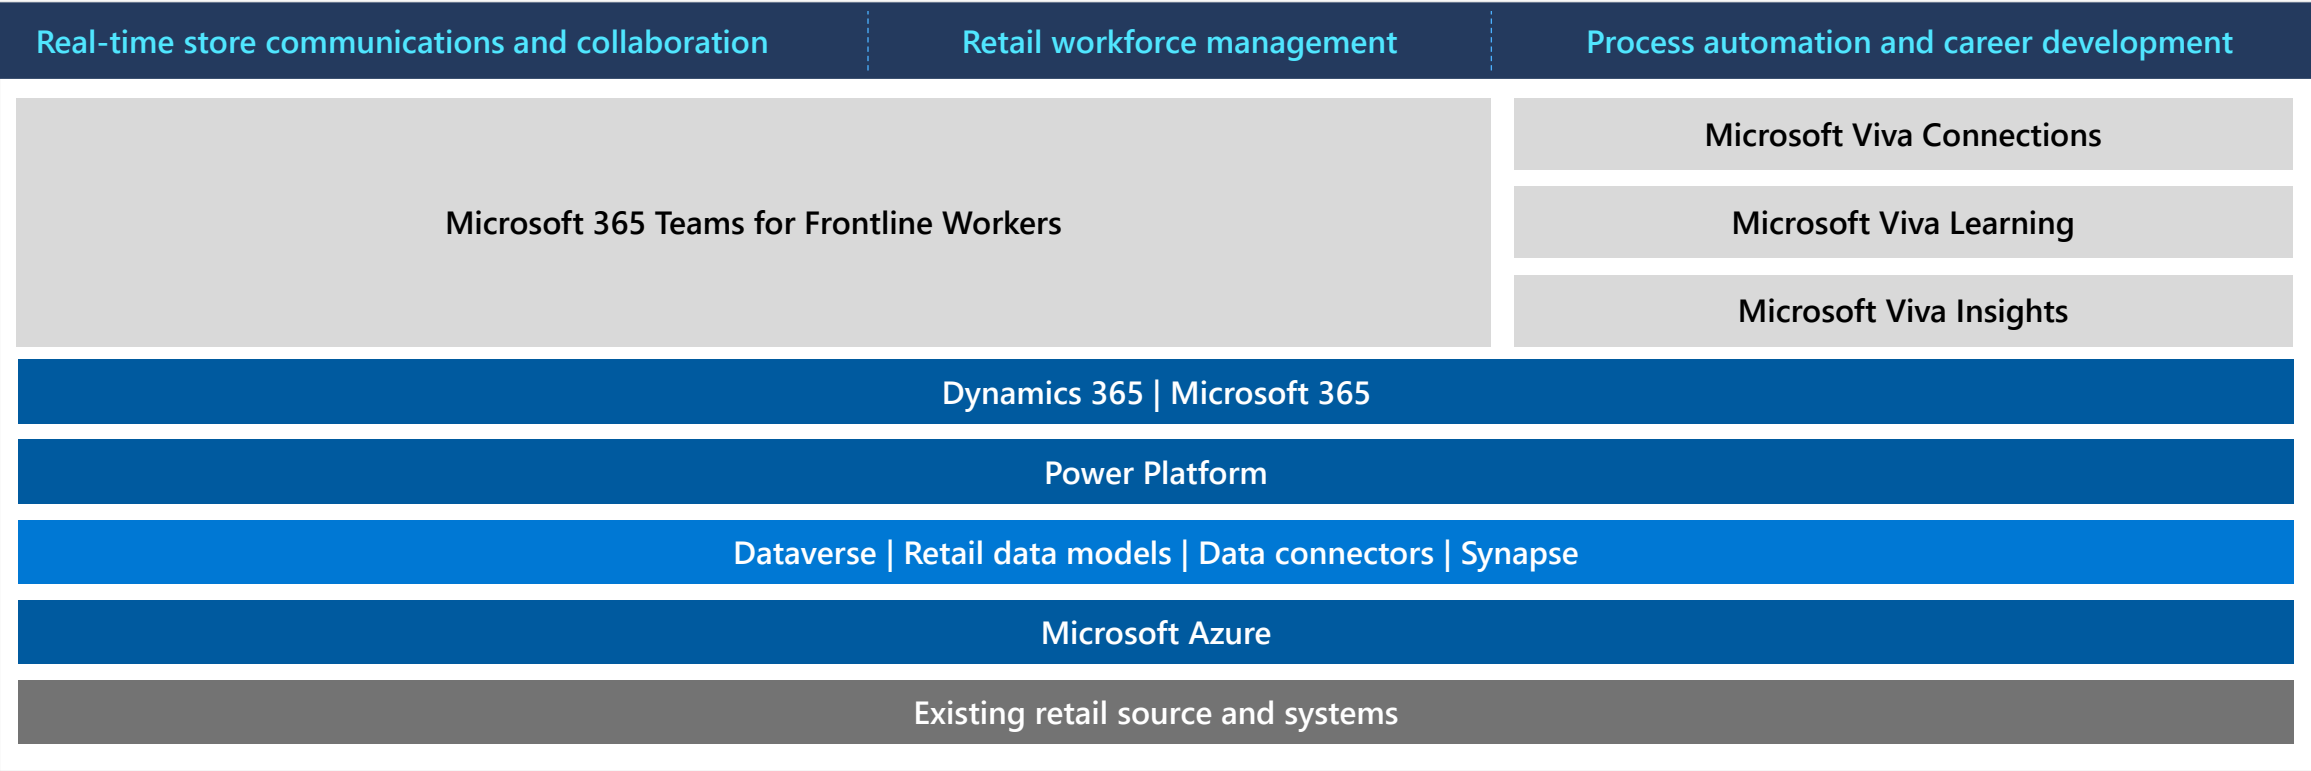 Real-time store communications and collaboration
Retail workforce management
Process automation and career development
Microsoft 365 Teams for Frontline Workers
Microsoft Viva Connections
Microsoft Viva Learning
Microsoft Viva Insights
Dynamics 365 | Microsoft 365
Power Platform
Dataverse | Retail data models | Data connectors | Synapse
Microsoft Azure
Existing retail source and systems